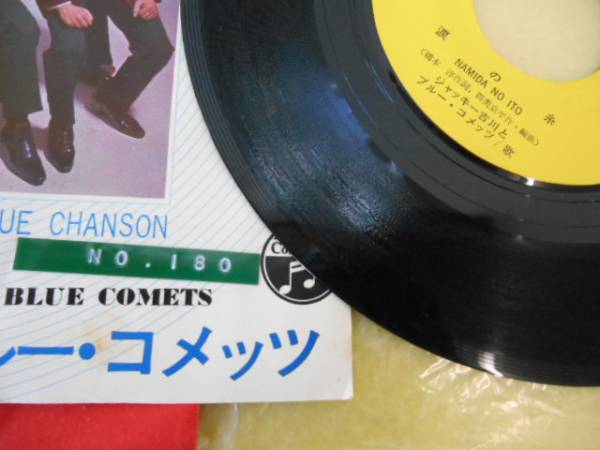 UE CHANSON
NO.180
BLUE COMETS
ルー・コメッツ
涙の糸
NAMIDA NO ITO
ジャッキー吉川と
ブルー・コメッツ/歌